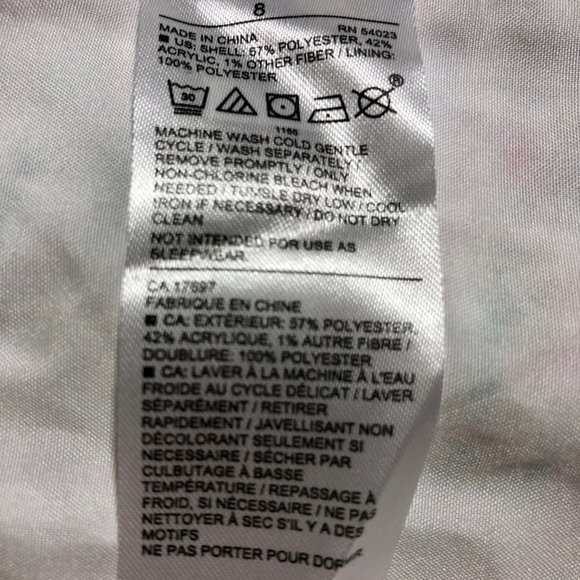 8
MADE IN CHINA RN 54023
■ US: SHELL: 57% POLYESTER, 42%
ACRYLIC, 1% OTHER FIBER / LINING:
100% POLYESTER
30
®
1166
MACHINE WASH COLD GENTLE
CYCLE / WASH SEPARATELY /
REMOVE PROMPTLY / ONLY
NON-CHLORINE BLEACH WHEN
NEEDED / TUMBLE DRY LOW / COOL
IRON IF NECESSARY / DO NOT DRY
CLEAN
NOT INTENDED FOR USE AS
SLEEPWEAR.
CA 17697
FABRIQUE EN CHINE
■ CA: EXTÉRIEUR: 57% POLYESTER,
42% ACRYLIQUE, 1% AUTRE FIBRE /
DOUBLURE: 100% POLYESTER
■ CA: LAVER À LA MACHINE À L'EAU
FROIDE AU CYCLE DÉLICAT / LAVER
SÉPARÉMENT / RETIRER
RAPIDEMENT / JAVELLISANT NON
DÉCOLORANT SEULEMENT SI
NECESSAIRE / SÉCHER PAR
CULBUTAGE À BASSE
TEMPÉRATURE / REPASSAGE À
FROID, SI NÉCESSAIRE / NE PAS
NETTOYER À SEC S'IL Y A DES
MOTIFS
NE PAS PORTER POUR